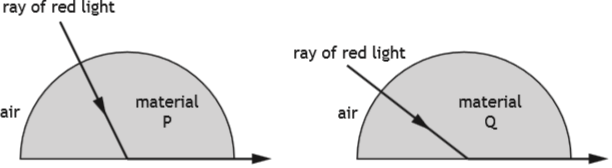 ray of red light
air
material
P
ray of red light
air
material
Q